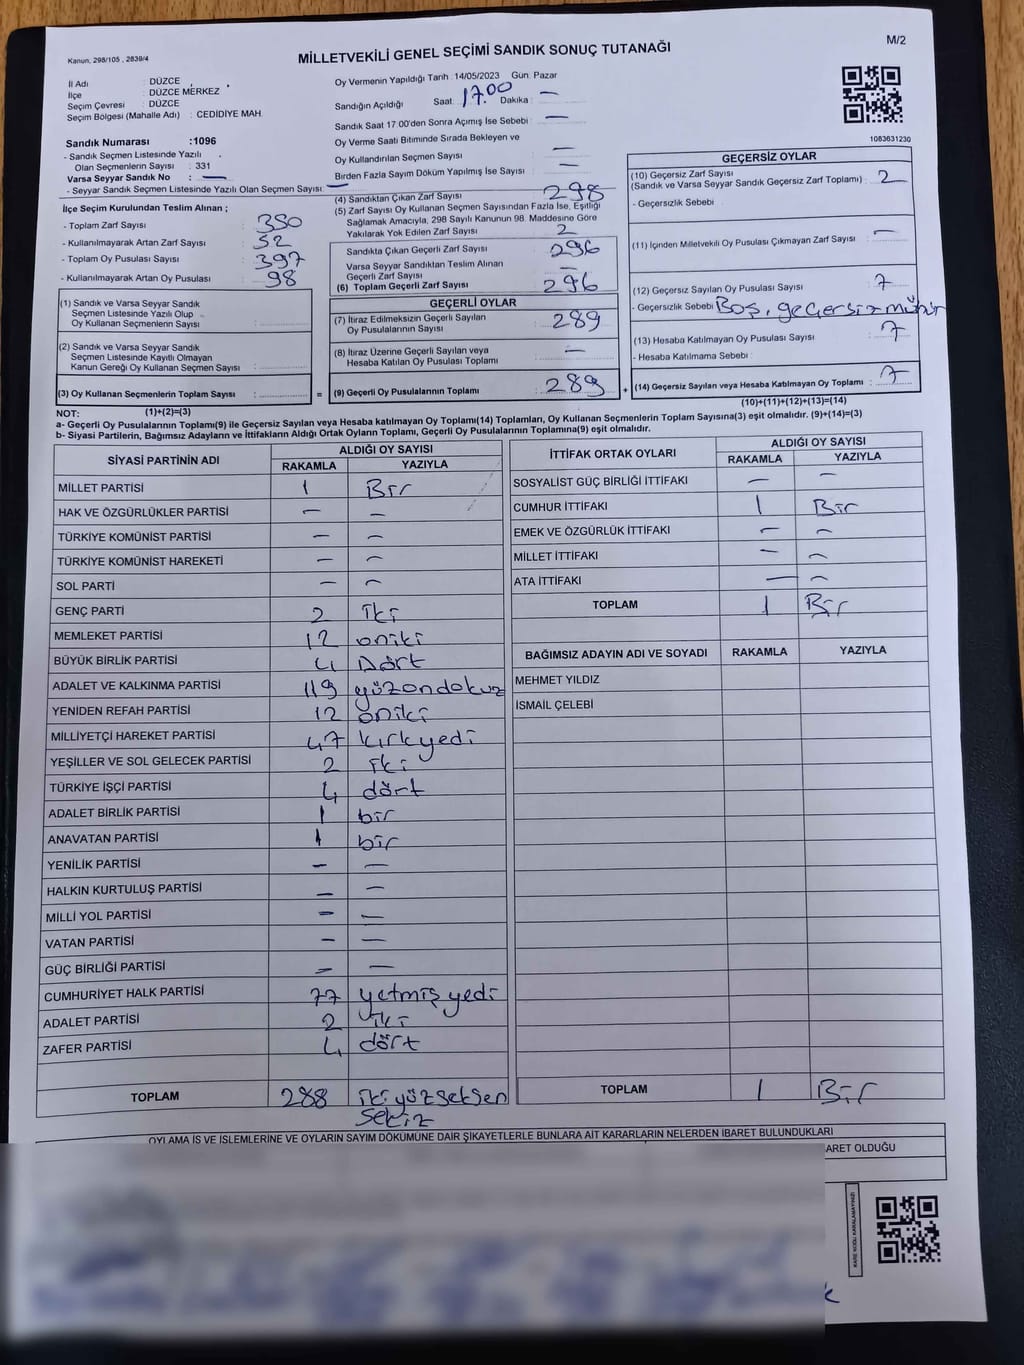 Kanun, 298/105 , 2839/4
MİLLETVEKİLİ GENEL SEÇİMİ SANDIK SONUÇ TUTANAĞI
M/2
İl Adı : DÜZCE
İlçe : DÜZCE MERKEZ
Seçim Çevresi : DÜZCE
Seçim Bölgesi (Mahalle Adı) : CEDİDİYE MAH.
Sandık Numarası :1096
- Sandık Seçmen Listesinde Yazılı
Olan Seçmenlerin Sayısı : 331
Varsa Seyyar Sandık No : —
- Seyyar Sandık Seçmen Listesinde Yazılı Olan Seçmen Sayısı: —
Oy Vermenin Yapıldığı Tarih :14/05/2023 Gün: Pazar
Sandığın Açıldığı Saat: 17.00 Dakika : —
Sandık Saat 17:00'den Sonra Açımış İse Sebebi : —
Oy Verme Saati Bitiminde Sırada Bekleyen ve
Oy Kullandırılan Seçmen Sayısı : —
Birden Fazla Sayım Döküm Yapılmış İse Sayısı : —
1083631230
İlçe Seçim Kurulundan Teslim Alınan ;
- Toplam Zarf Sayısı : 350
- Kullanılmayarak Artan Zarf Sayısı : 52
- Toplam Oy Pusulası Sayısı : 397
- Kullanılmayarak Artan Oy Pusulası : 98
(1) Sandık ve Varsa Seyyar Sandık
Seçmen Listesinde Yazılı Olup
Oy Kullanan Seçmenlerin Sayısı :
(2) Sandık ve Varsa Seyyar Sandık
Seçmen Listesinde Kayıtlı Olmayan
Kanun Gereği Oy Kullanan Seçmen Sayısı :
(3) Oy Kullanan Seçmenlerin Toplam Sayısı : =
(4) Sandıktan Çıkan Zarf Sayısı : 298
(5) Zarf Sayısı Oy Kullanan Seçmen Sayısından Fazla İse, Eşitliği
Sağlamak Amacıyla, 298 Sayılı Kanunun 98. Maddesine Göre
Yakılarak Yok Edilen Zarf Sayısı : 2
Sandıkta Çıkan Geçerli Zarf Sayısı : 296
Varsa Seyyar Sandıktan Teslim Alınan
Geçerli Zarf Sayısı : —
(6) Toplam Geçerli Zarf Sayısı : 296
GEÇERLİ OYLAR
(7) İtiraz Edilmeksizin Geçerli Sayılan
Oy Pusulalarının Sayısı : 289
(8) İtiraz Üzerine Geçerli Sayılan veya
Hesaba Katılan Oy Pusulası Toplamı : —
(9) Geçerli Oy Pusulalarının Toplamı : 289 +
GEÇERSİZ OYLAR
(10) Geçersiz Zarf Sayısı
(Sandık ve Varsa Seyyar Sandık Geçersiz Zarf Toplamı) : 2
- Geçersizlik Sebebi :
(11) İçinden Milletvekili Oy Pusulası Çıkmayan Zarf Sayısı : —
(12) Geçersiz Sayılan Oy Pusulası Sayısı : 7
- Geçersizlik Sebebi : Boş, geçersiz mühür
(13) Hesaba Katılmayan Oy Pusulası Sayısı : 7
- Hesaba Katılmama Sebebi :
(14) Geçersiz Sayılan veya Hesaba Katılmayan Oy Toplamı : 7
NOT: (1)+(2)=(3)
(10)+(11)+(12)+(13)=(14)
a- Geçerli Oy Pusulalarının Toplamı(9) ile Geçersiz Sayılan veya Hesaba katılmayan Oy Toplamı(14) Toplamları, Oy Kullanan Seçmenlerin Toplam Sayısına(3) eşit olmalıdır. (9)+(14)=(3)
b- Siyasi Partilerin, Bağımsız Adayların ve İttifakların Aldığı Ortak Oyların Toplamı, Geçerli Oy Pusulalarının Toplamına(9) eşit olmalıdır.
SİYASİ PARTİNİN ADI ALDIĞI OY SAYISI
RAKAMLA YAZIYLA
MİLLET PARTİSİ 1 Bir
HAK VE ÖZGÜRLÜKLER PARTİSİ — —
TÜRKİYE KOMÜNİST PARTİSİ — —
TÜRKİYE KOMÜNİST HAREKETİ — —
SOL PARTİ — —
GENÇ PARTİ 2 iki
MEMLEKET PARTİSİ 12 oniki
BÜYÜK BİRLİK PARTİSİ 4 Dört
ADALET VE KALKINMA PARTİSİ 119 yüzondokuz
YENİDEN REFAH PARTİSİ 12 oniki
MİLLİYETÇİ HAREKET PARTİSİ 47 kırkyedi
YEŞİLLER VE SOL GELECEK PARTİSİ 2 iki
TÜRKİYE İŞÇİ PARTİSİ 4 dört
ADALET BİRLİK PARTİSİ 1 bir
ANAVATAN PARTİSİ 1 bir
YENİLİK PARTİSİ — —
HALKIN KURTULUŞ PARTİSİ — —
MİLLİ YOL PARTİSİ — —
VATAN PARTİSİ — —
GÜÇ BİRLİĞİ PARTİSİ — —
CUMHURİYET HALK PARTİSİ 77 yetmiş yedi
ADALET PARTİSİ 2 iki
ZAFER PARTİSİ 4 dört
TOPLAM 288 iki yüz seksen
sekiz
İTTİFAK ORTAK OYLARI ALDIĞI OY SAYISI
RAKAMLA YAZIYLA
SOSYALİST GÜÇ BİRLİĞİ İTTİFAKI — —
CUMHUR İTTİFAKI 1 Bir
EMEK VE ÖZGÜRLÜK İTTİFAKI — —
MİLLET İTTİFAKI — —
ATA İTTİFAKI — —
TOPLAM 1 Bir
BAĞIMSIZ ADAYIN ADI VE SOYADI RAKAMLA YAZIYLA
MEHMET YILDIZ
İSMAİL ÇELEBİ
TOPLAM 1 Bir
OYLAMA İŞ VE İŞLEMLERİNE VE OYLARIN SAYIM DÖKÜMÜNE DAİR ŞİKAYETLERLE BUNLARA AİT KARARLARIN NELERDEN İBARET BULUNDUKLARI
ARET OLDUĞU
KARE KODU KARALAMAYINIZ!